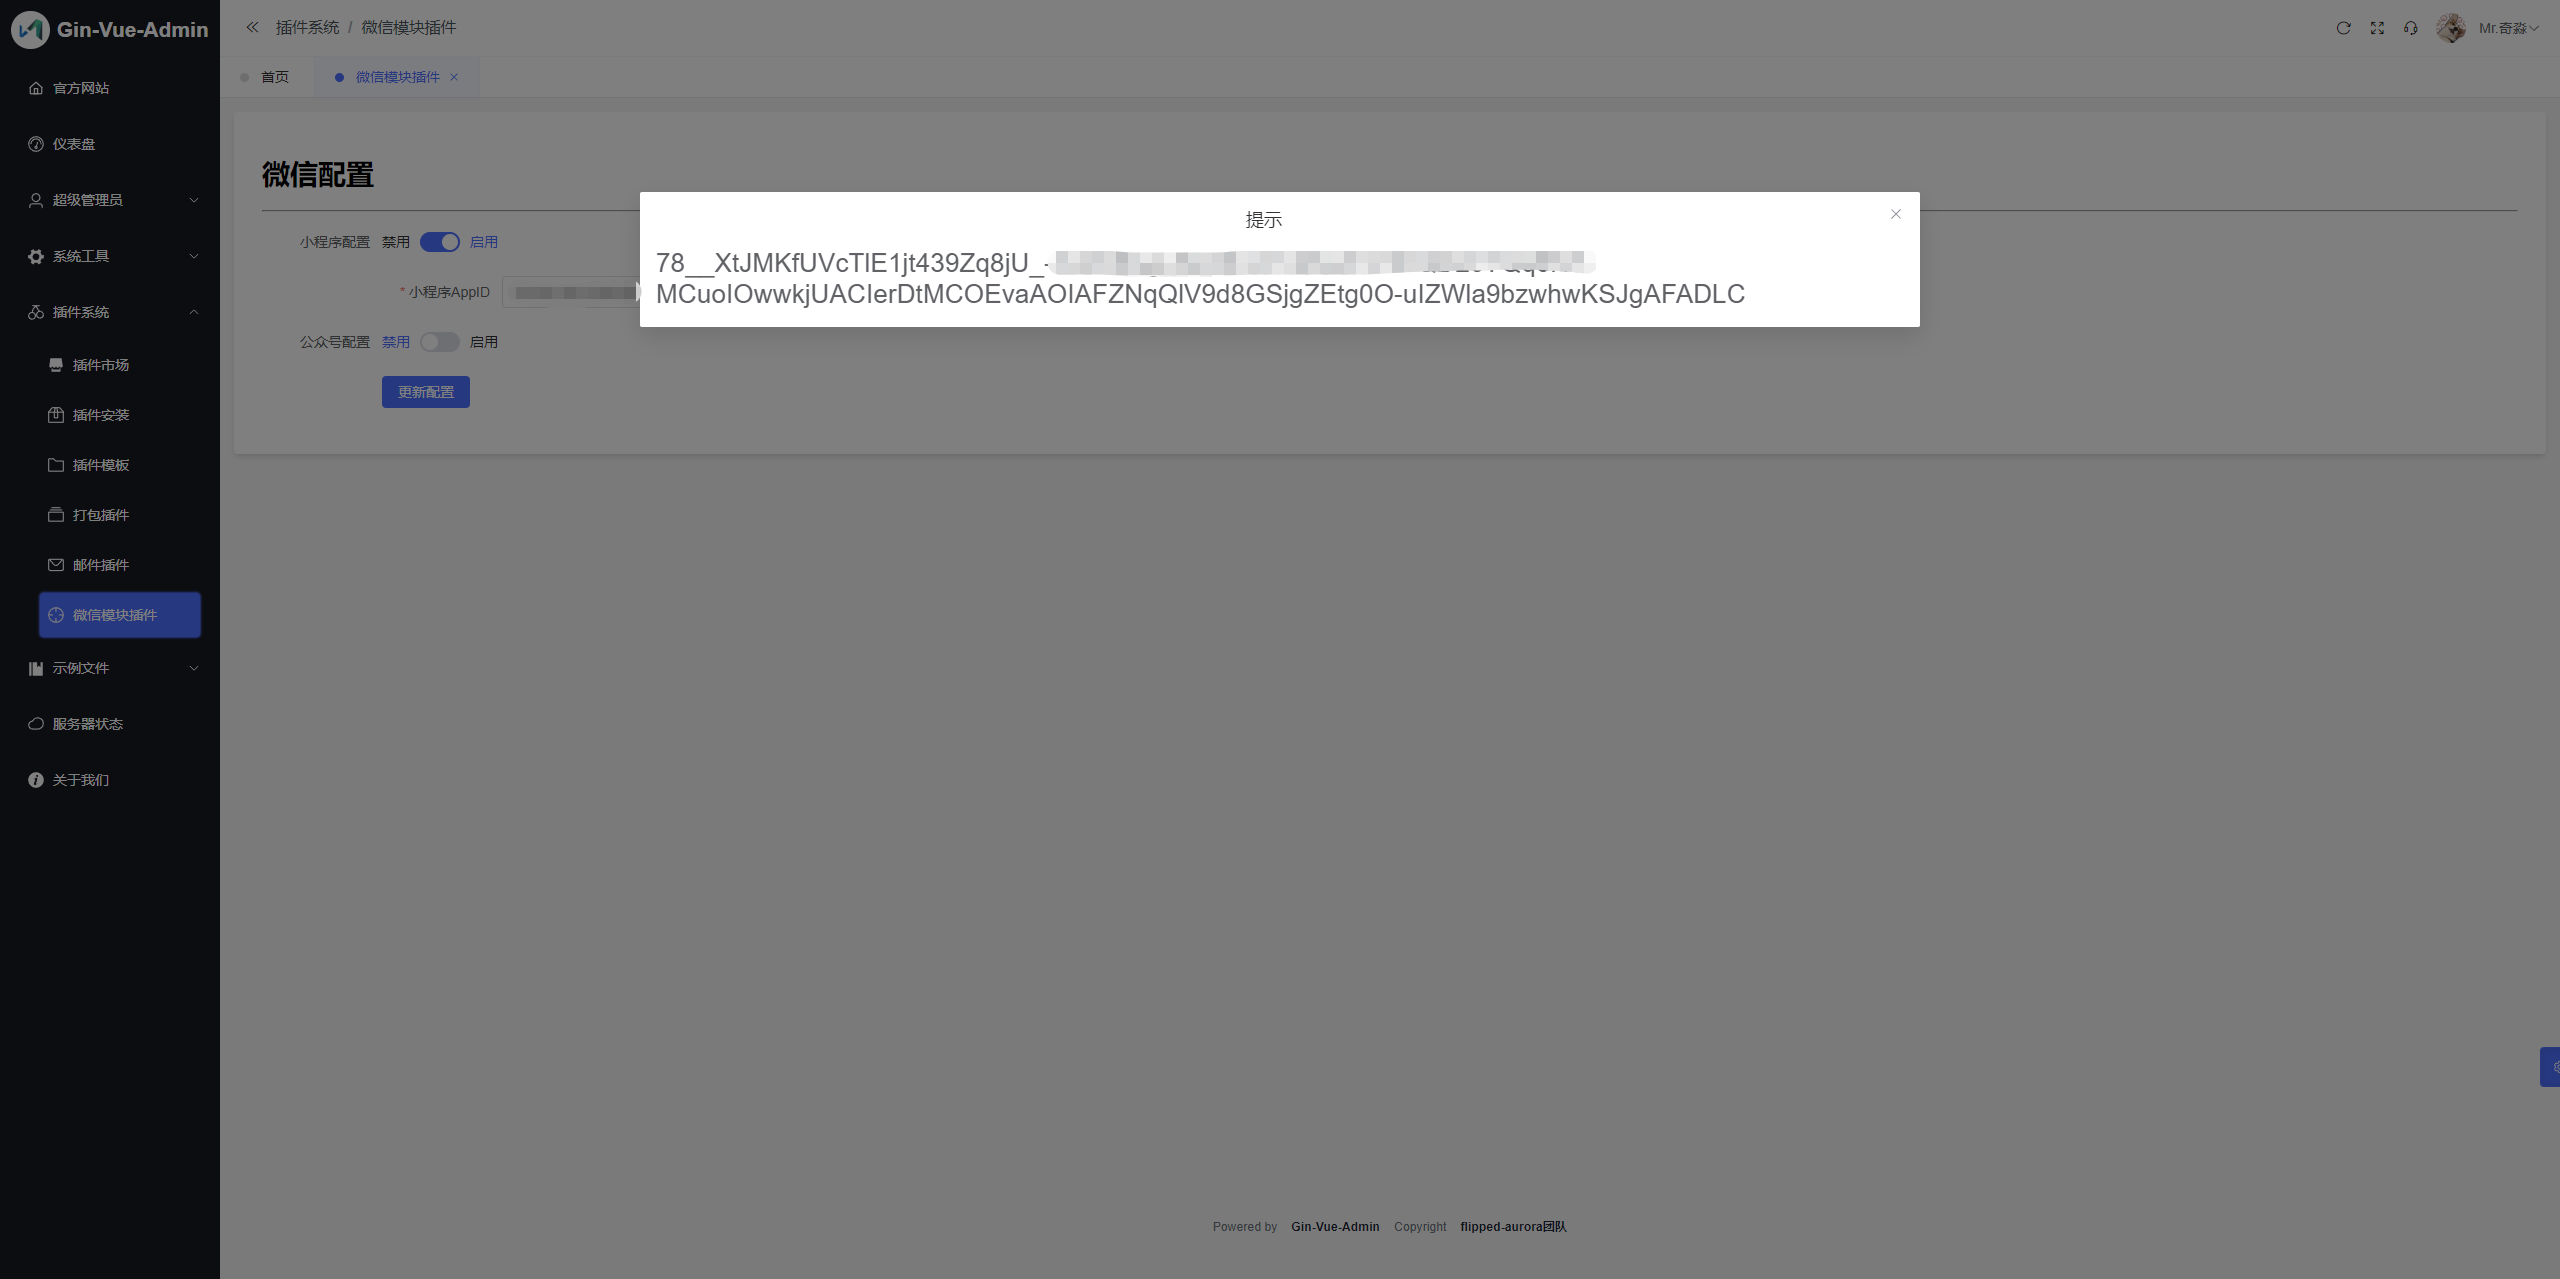 Gin-Vue-Admin
插件系统 / 微信模块插件
Mr.奇淼
首页
微信模块插件
官方网站
仪表盘
超级管理员
系统工具
插件系统
插件市场
插件安装
插件模板
打包插件
邮件插件
微信模块插件
示例文件
服务器状态
关于我们
微信配置
小程序配置 禁用 启用
* 小程序AppID
公众号配置 禁用 启用
更新配置
提示
78__XtJMKfUVcTlE1jt439Zq8jU_-
MCuoIOwwkjUACIerDtMCOEvaAOIAFZNqQlV9d8GSjgZEtg0O-uIZWla9bzwhwKSJgAFADLC
Powered by Gin-Vue-Admin Copyright flipped-aurora团队